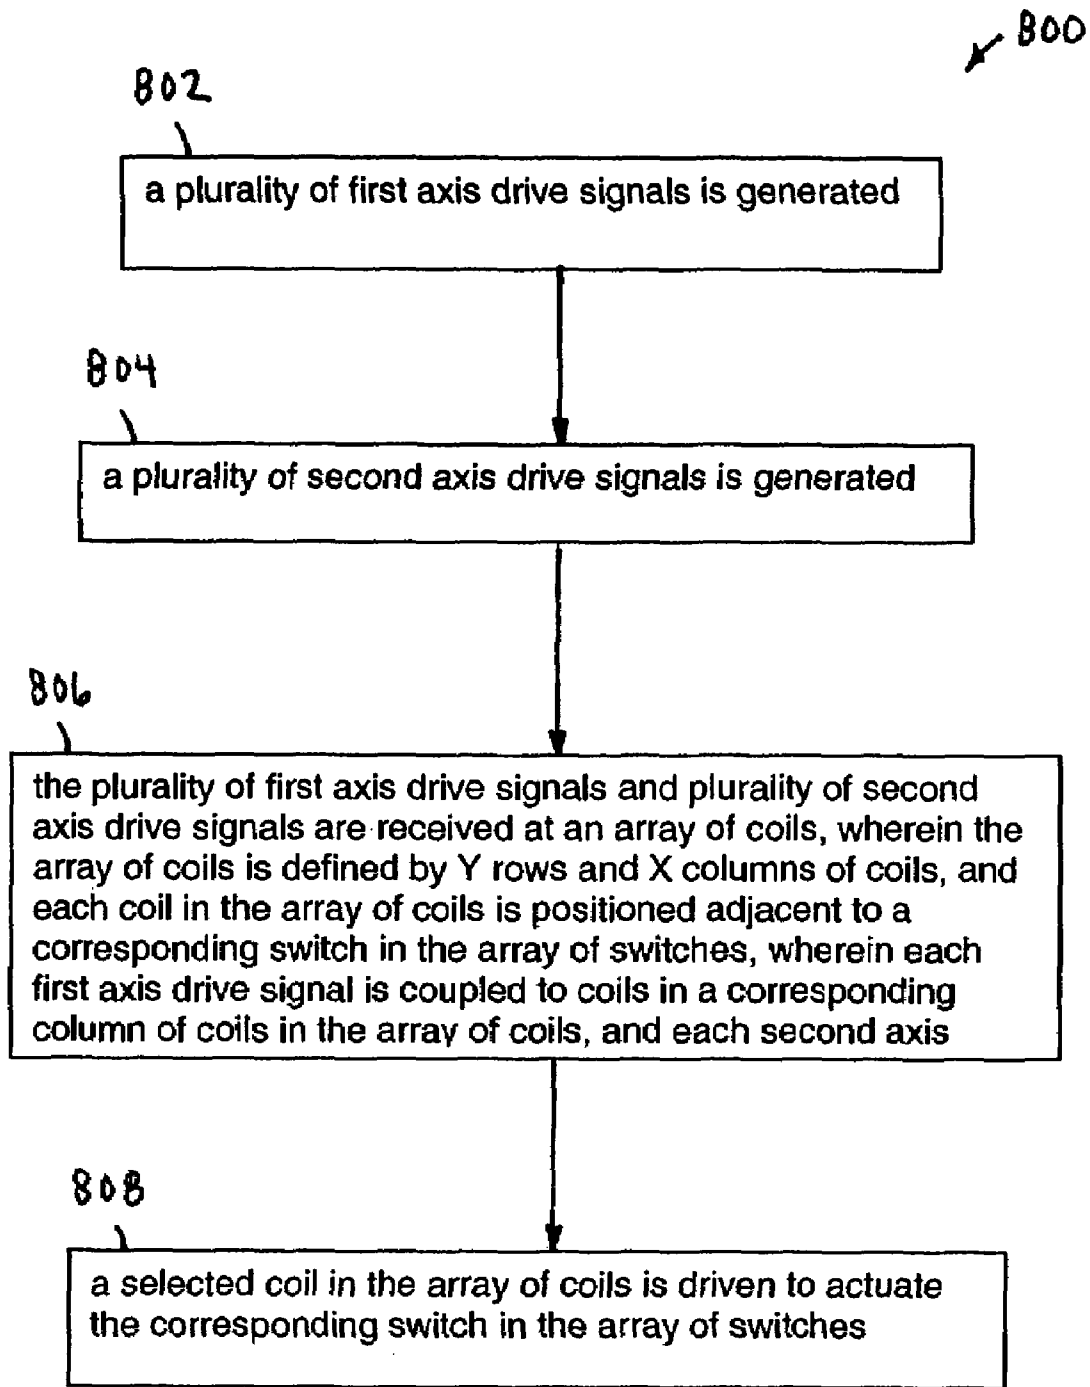 800
802
a plurality of first axis drive signals is generated
804
a plurality of second axis drive signals is generated
806
the plurality of first axis drive signals and plurality of second
axis drive signals are received at an array of coils, wherein the
array of coils is defined by Y rows and X columns of coils, and
each coil in the array of coils is positioned adjacent to a
corresponding switch in the array of switches, wherein each
first axis drive signal is coupled to coils in a corresponding
column of coils in the array of coils, and each second axis
808
a selected coil in the array of coils is driven to actuate
the corresponding switch in the array of switches